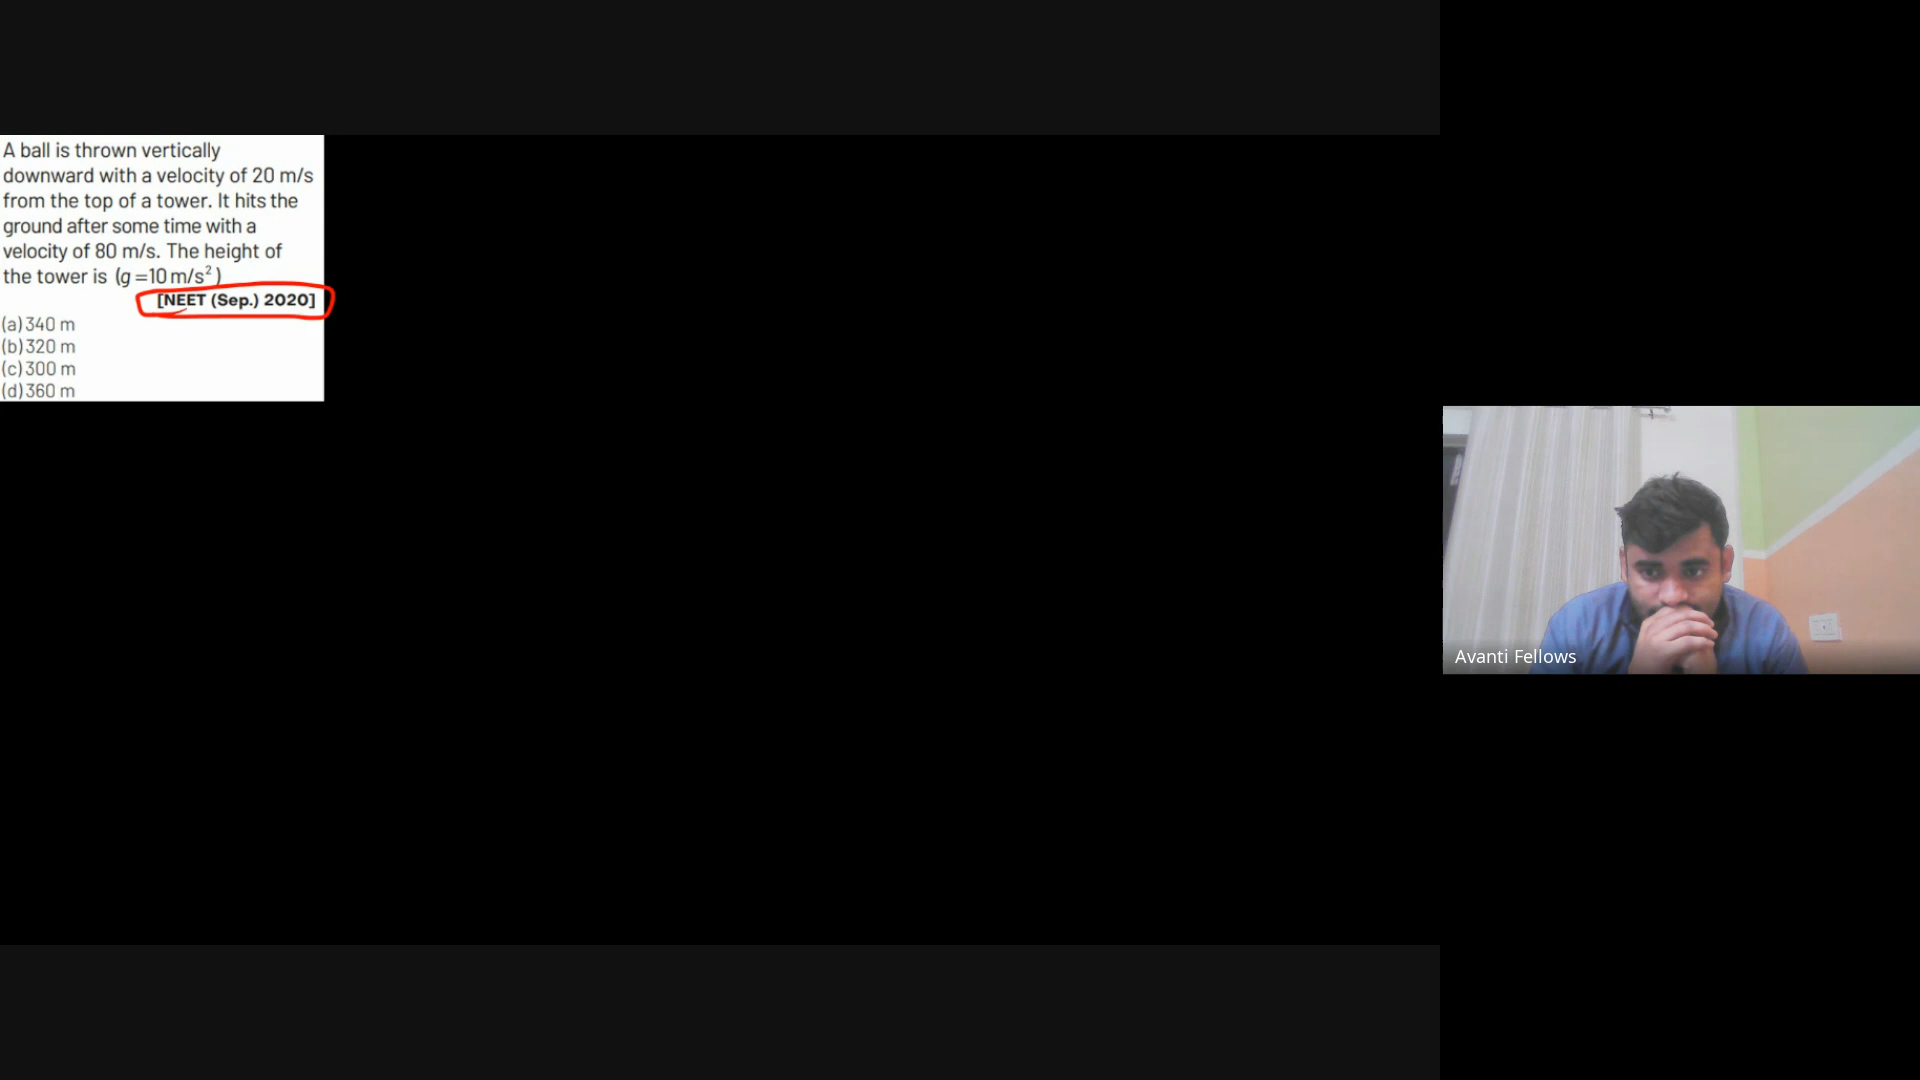 A ball is thrown vertically
downward with a velocity of 20 m/s
from the top of a tower. It hits the
ground after some time with a
velocity of 80 m/s. The height of
the tower is (g =10 m/s²)
[NEET (Sep.) 2020]
(a) 340 m
(b) 320 m
(c) 300 m
(d) 360 m
Avanti Fellows